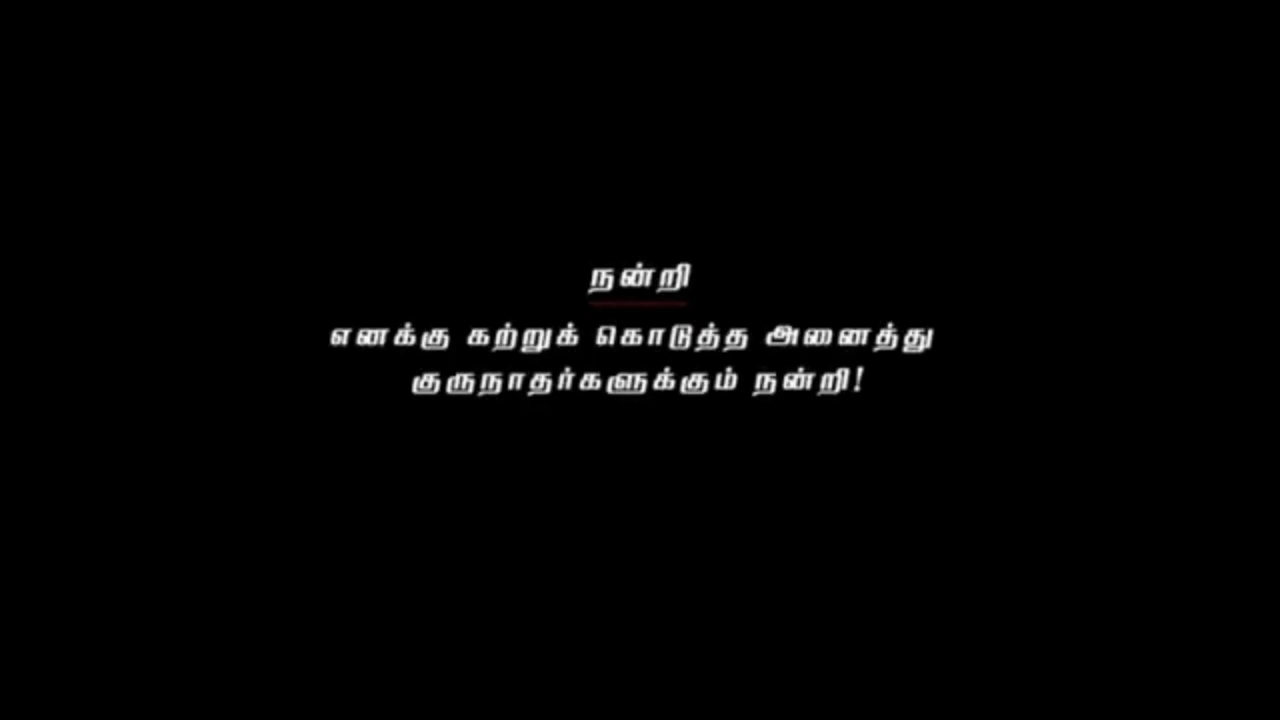 நன்றி
எனக்கு கற்றுக் கொடுத்த அனைத்து
குருநாதர்களுக்கும் நன்றி!